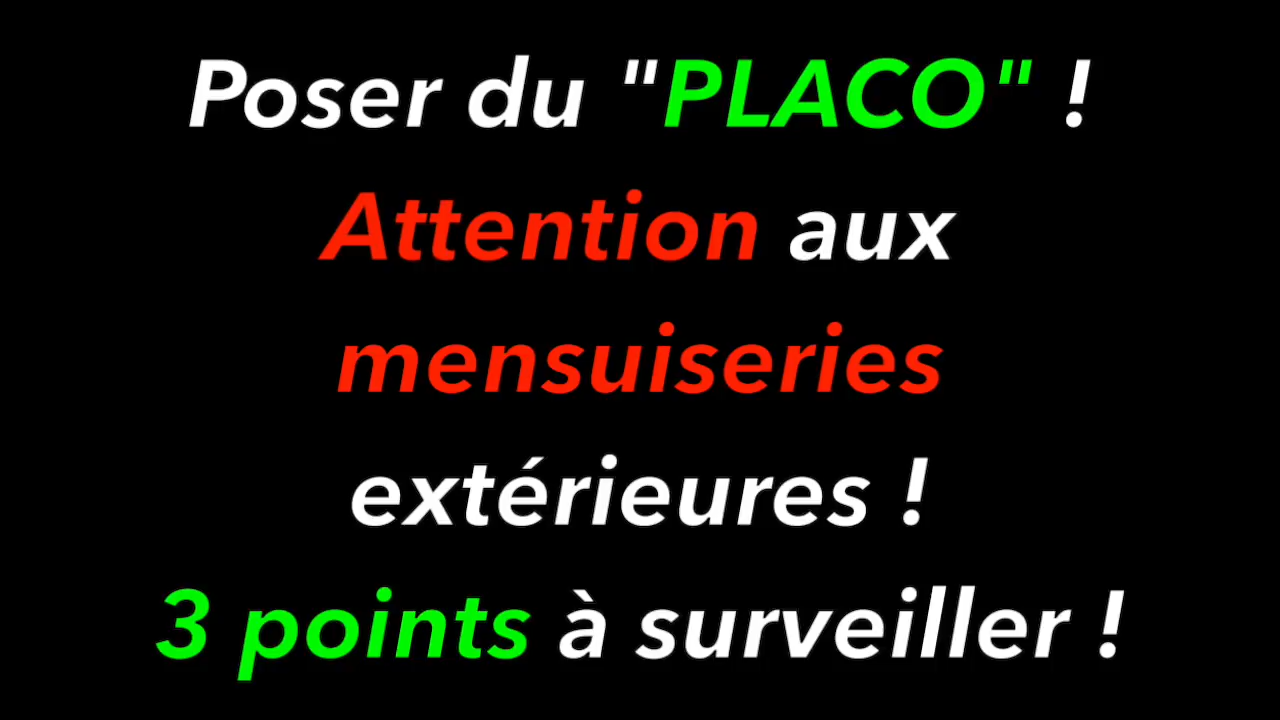 Poser du "PLACO" !
Attention aux
mensuiseries
extérieures !
3 points à surveiller !